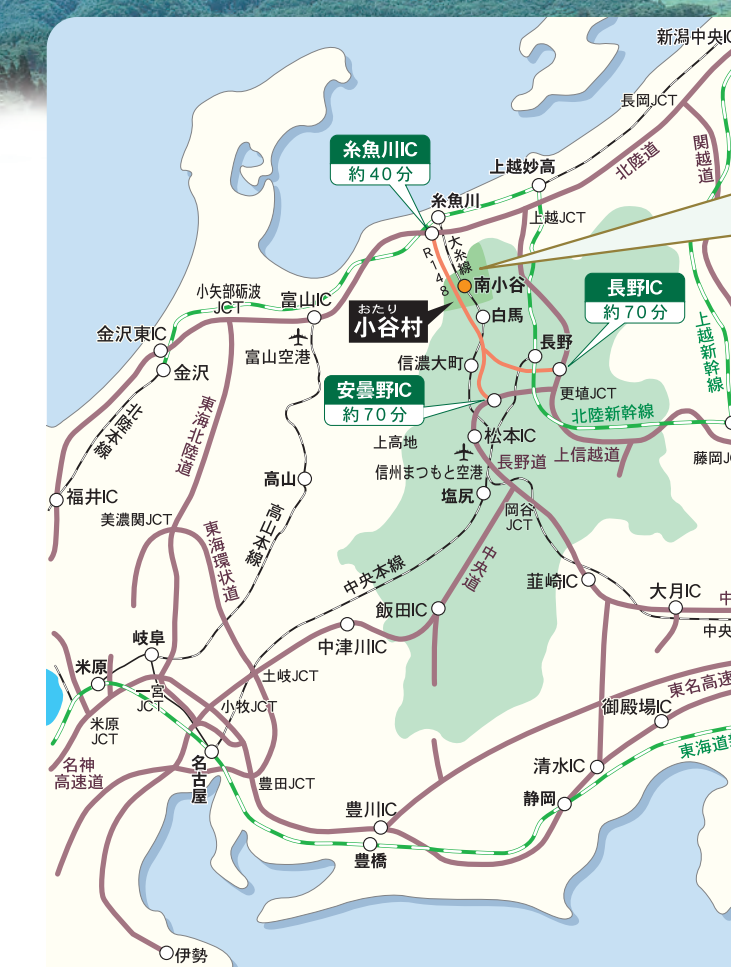 新潟中央IC
長岡JCT
関越道
北陸道
糸魚川IC
約40分
上越妙高
糸魚川
上越JCT
大糸線
R148
南小谷
小矢部砺波
JCT
富山IC
おたり
小谷村
白馬
長野IC
約70分
上越新幹線
金沢東IC
富山空港
長野
金沢
信濃大町
安曇野IC
約70分
更埴JCT
北陸新幹線
北陸本線
東海北陸道
上高地
松本IC
長野道
上信越道
藤岡J
信州まつもと空港
高山
塩尻
福井IC
美濃関JCT
高山本線
東海環状道
岡谷
JCT
中央本線
中央道
韮崎IC
大月IC
中
中央
飯田IC
中津川IC
岐阜
米原
土岐JCT
一宮
JCT
小牧JCT
東名高速
御殿場IC
米原
JCT
名神
高速道
名古屋
豊田JCT
清水IC
東海道
静岡
豊川IC
豊橋
伊勢